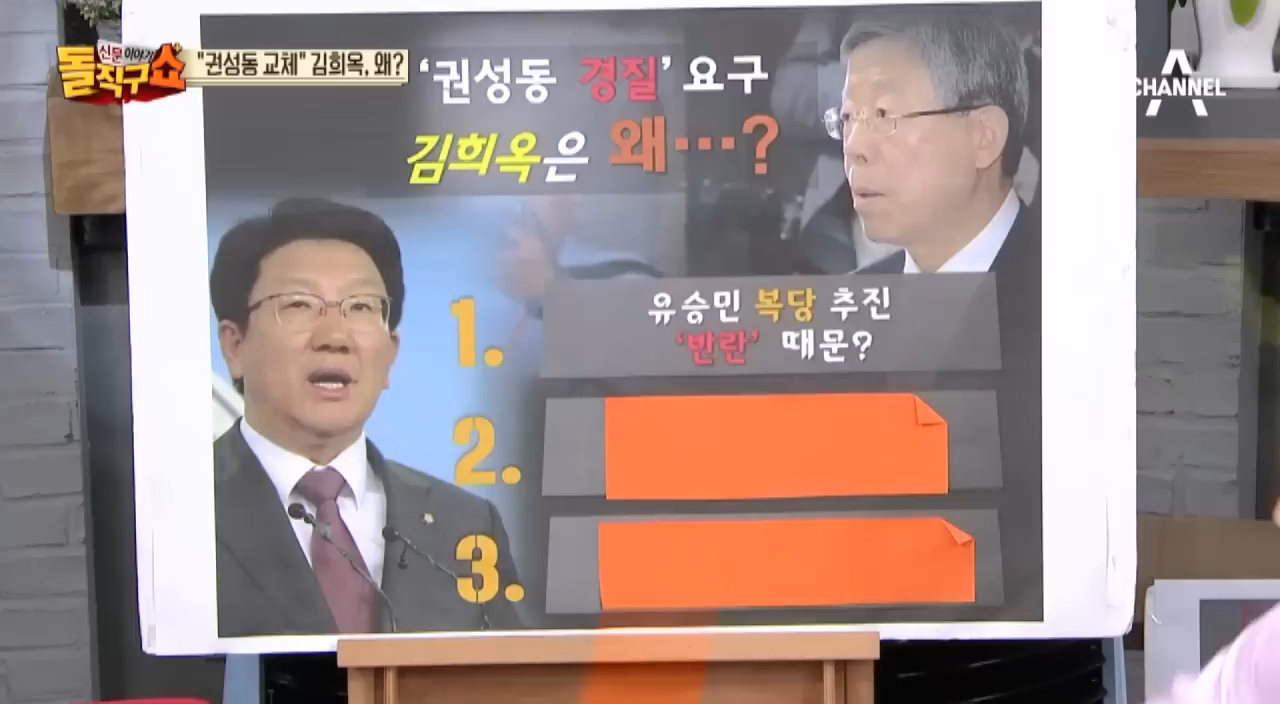 신문이야기
돌직구쇼+
"권성동 교체" 김희옥, 왜?
CHANNEL A
‘권성동 경질’ 요구
김희옥은 왜…?
1. 유승민 복당 추진
‘반란’ 때문?
2.
3.